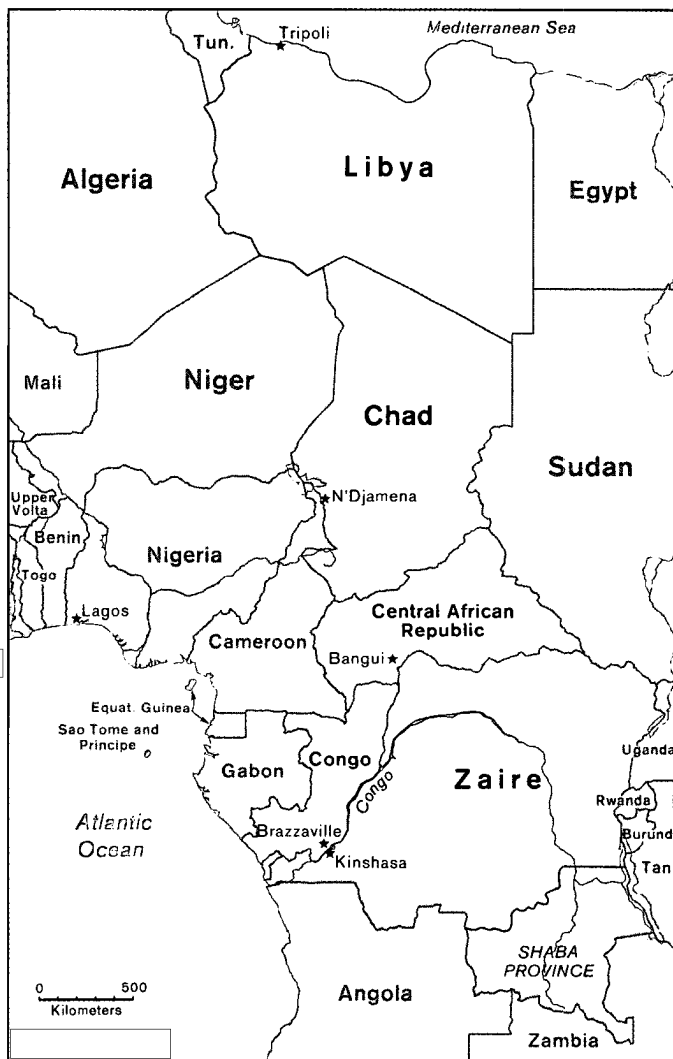 Mediterranean Sea
Tripoli
Tun.
Algeria
Libya
Egypt
Mali
Niger
Chad
Sudan
N'Djamena
Upper
Volta
Benin
Nigeria
Togo
Lagos
Central African
Republic
Cameroon
Bangui
Equat. Guinea
Sao Tome and
Principe
Gabon
Congo
Congo
Zaire
Uganda
Rwanda
Burund
Tan
Atlantic
Ocean
Brazzaville
Kinshasa
SHABA
PROVINCE
Angola
Zambia
0 500
Kilometers